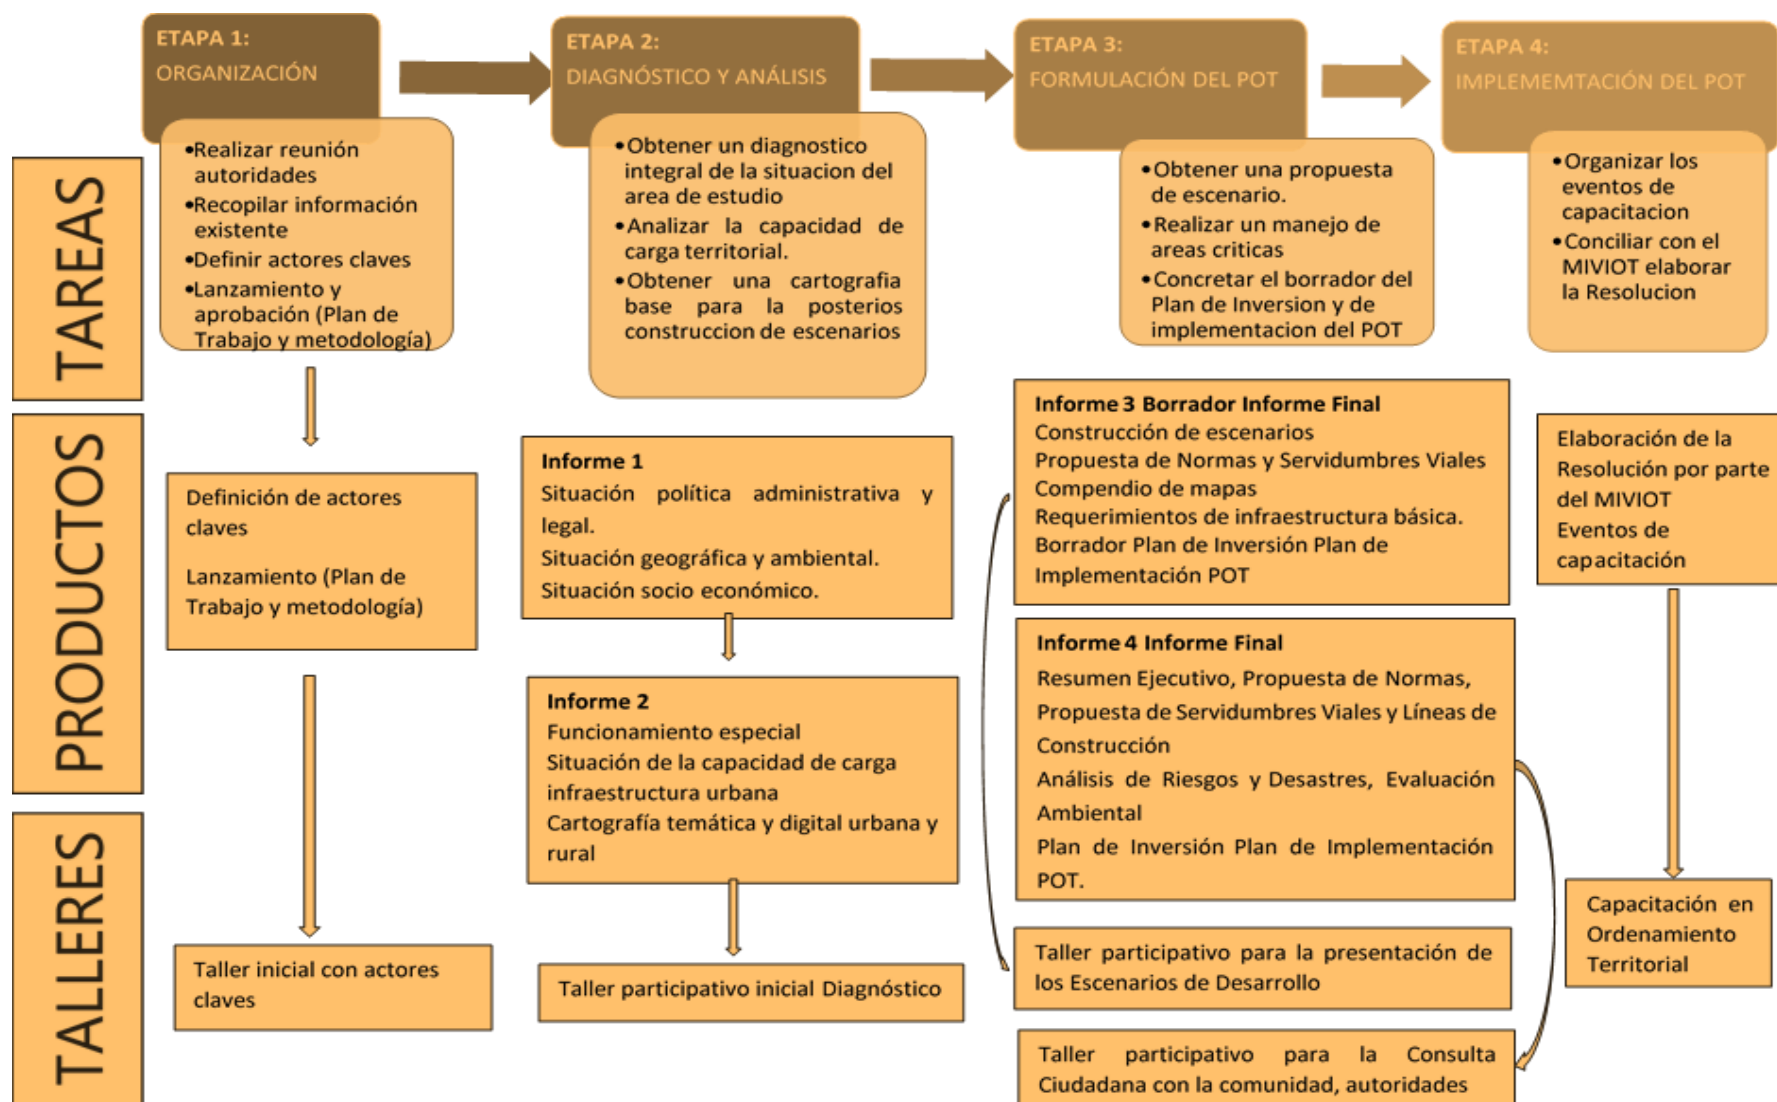 ETAPA 1:
ORGANIZACIÓN
ETAPA 2:
DIAGNÓSTICO Y ANÁLISIS
ETAPA 3:
FORMULACIÓN DEL POT
ETAPA 4:
IMPLEMEMTACIÓN DEL POT
TAREAS
•Realizar reunión
autoridades
•Recopilar información
existente
•Definir actores claves
•Lanzamiento y
aprobación (Plan de
Trabajo y metodología)
•Obtener un diagnostico
integral de la situacion del
area de estudio
•Analizar la capacidad de
carga territorial.
•Obtener una cartografia
base para la posterios
construccion de escenarios
•Obtener una propuesta
de escenario.
•Realizar un manejo de
areas criticas
•Concretar el borrador del
Plan de Inversion y de
implementacion del POT
•Organizar los
eventos de
capacitacion
•Conciliar con el
MIVIOT elaborar
la Resolucion
PRODUCTOS
Definición de actores
claves
Lanzamiento (Plan de
Trabajo y metodología)
Informe 1
Situación política administrativa y
legal.
Situación geográfica y ambiental.
Situación socio económico.
Informe 2
Funcionamiento especial
Situación de la capacidad de carga
infraestructura urbana
Cartografía temática y digital urbana y
rural
Informe 3 Borrador Informe Final
Construcción de escenarios
Propuesta de Normas y Servidumbres Viales
Compendio de mapas
Requerimientos de infraestructura básica.
Borrador Plan de Inversión Plan de
Implementación POT
Informe 4 Informe Final
Resumen Ejecutivo, Propuesta de Normas,
Propuesta de Servidumbres Viales y Líneas de
Construcción
Análisis de Riesgos y Desastres, Evaluación
Ambiental
Plan de Inversión Plan de Implementación
POT.
Elaboración de la
Resolución por parte
del MIVIOT
Eventos de
capacitación
TALLERES
Taller inicial con actores
claves
Taller participativo inicial Diagnóstico
Taller participativo para la presentación de
los Escenarios de Desarrollo
Taller participativo para la Consulta
Ciudadana con la comunidad, autoridades
Capacitación en
Ordenamiento
Territorial